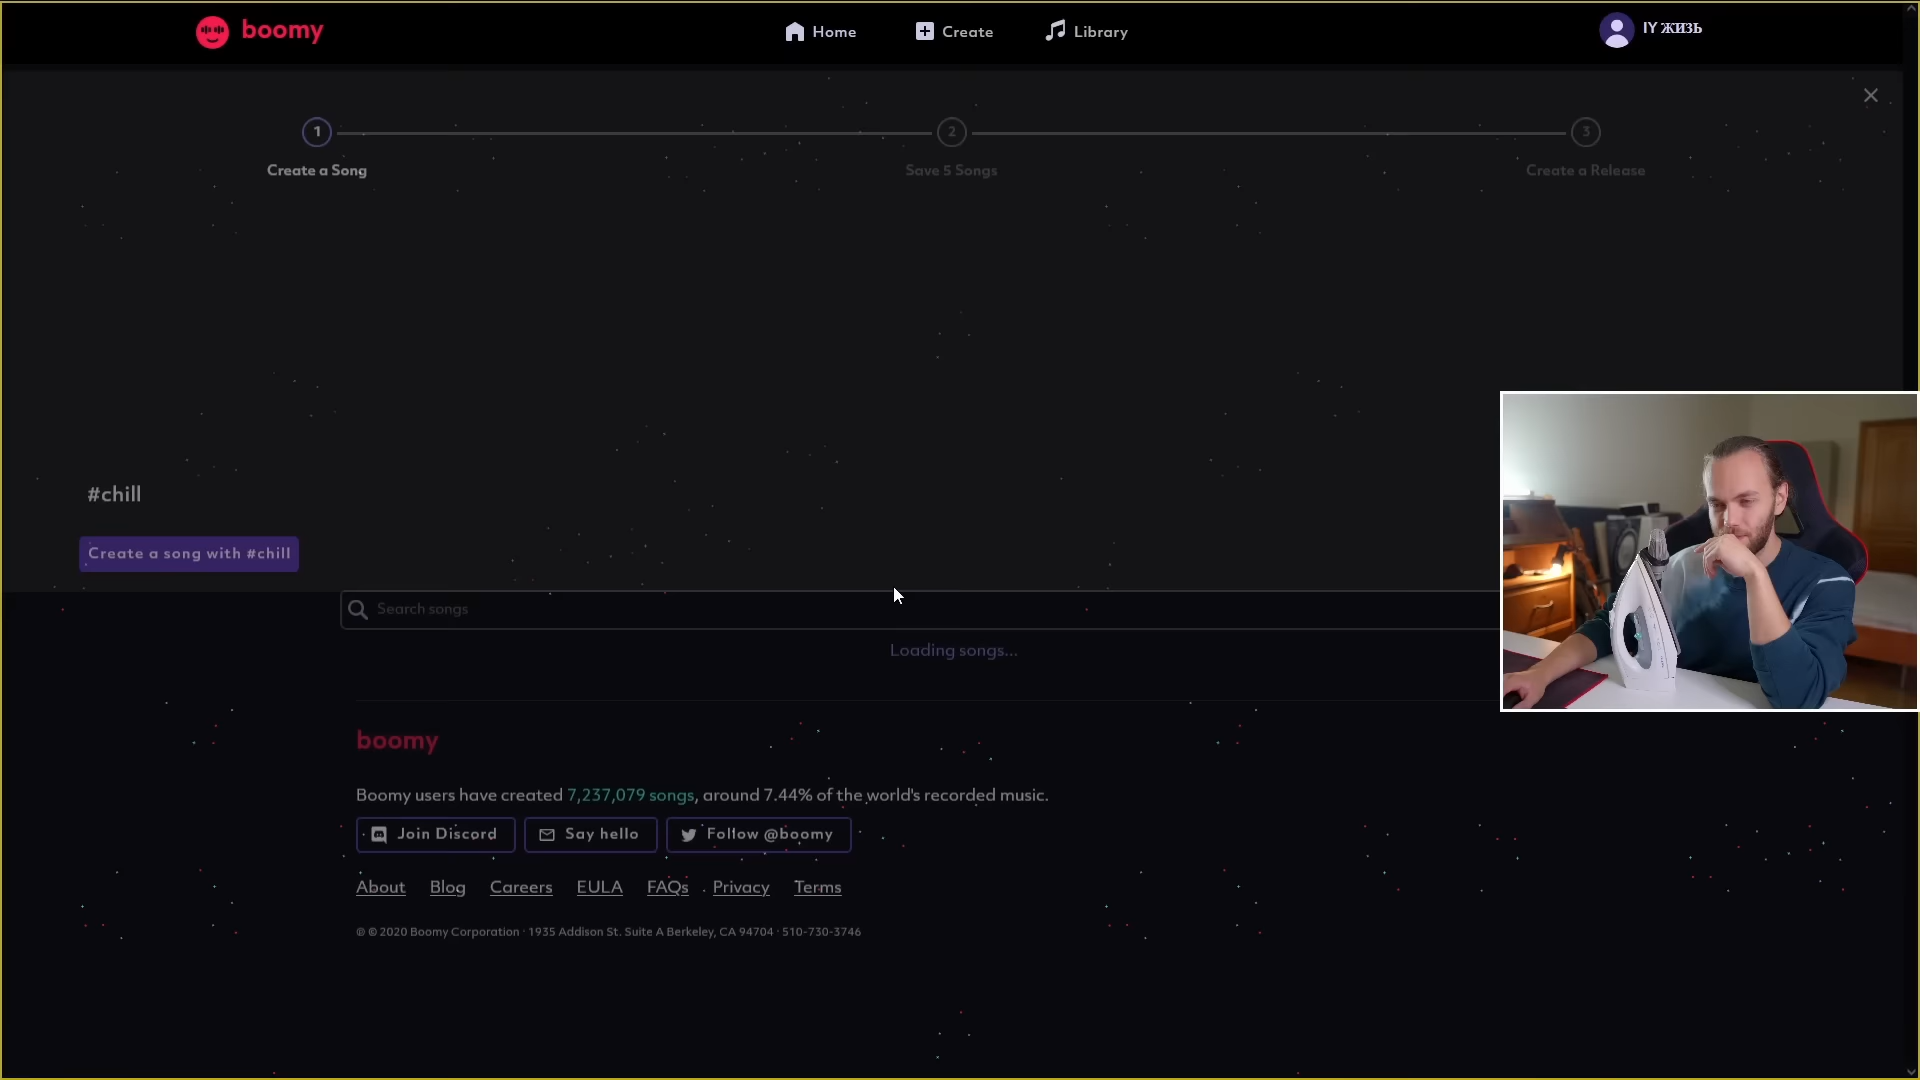 boomy
Home
Create
Library
IY ЖИЗЬ
1
2
3
Create a Song
Save 5 Songs
Create a Release
#chill
Create a song with #chill
Search songs
Loading songs...
boomy
Boomy users have created 7,237,079 songs, around 7.44% of the world's recorded music.
Join Discord
Say hello
Follow @boomy
About
Blog
Careers
EULA
FAQs
Privacy
Terms
© © 2020 Boomy Corporation · 1935 Addison St. Suite A Berkeley, CA 94704 · 510-730-3746